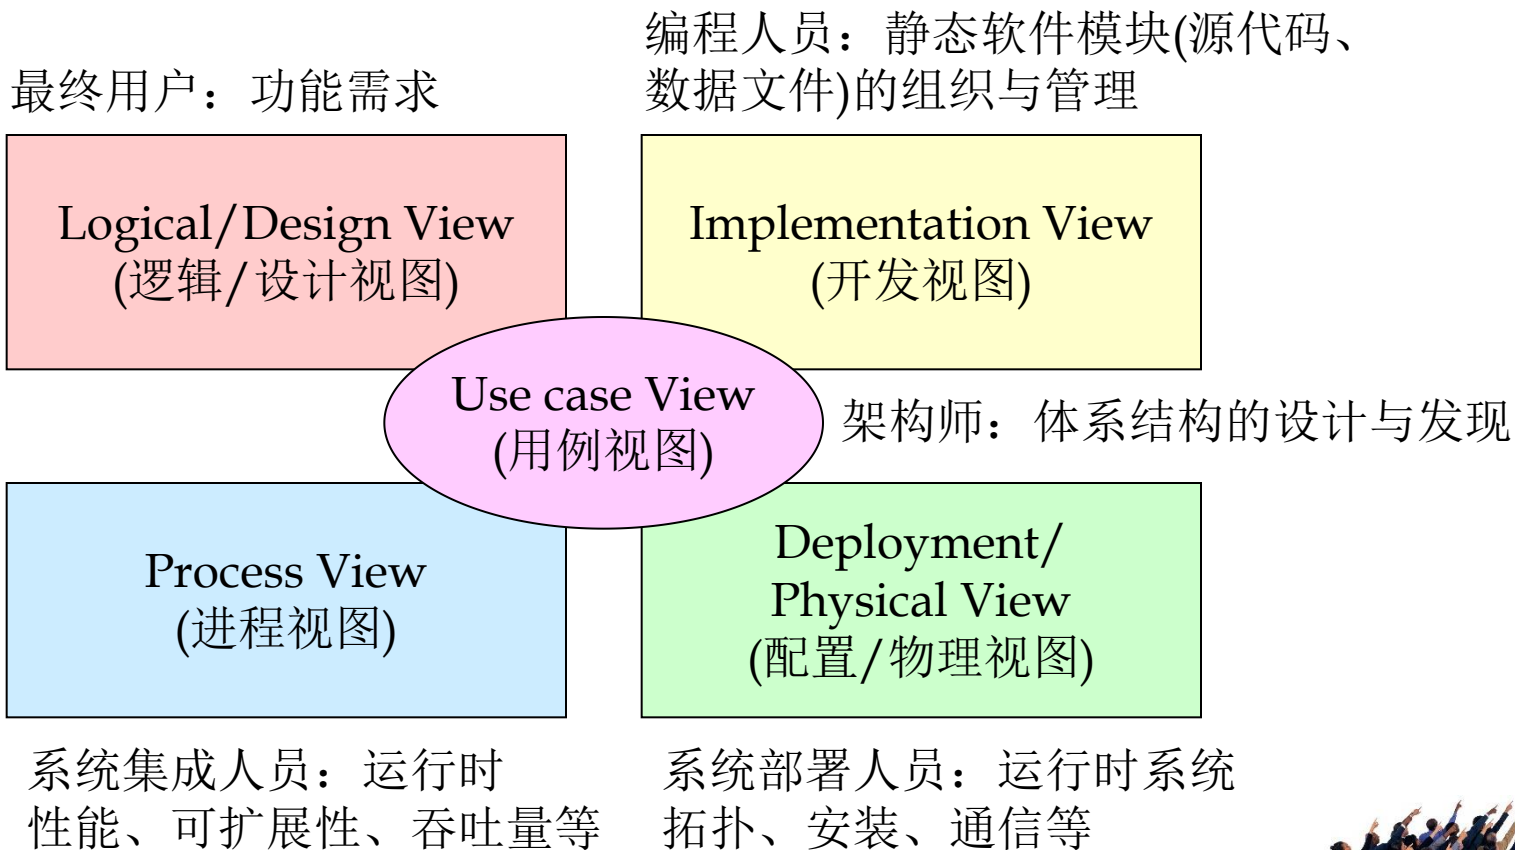 最终用户：功能需求
编程人员：静态软件模块(源代码、
数据文件)的组织与管理
Logical/Design View
(逻辑/设计视图)
Implementation View
(开发视图)
Use case View
(用例视图)
架构师：体系结构的设计与发现
Process View
(进程视图)
Deployment/
Physical View
(配置/物理视图)
系统集成人员：运行时
性能、可扩展性、吞吐量等
系统部署人员：运行时系统
拓扑、安装、通信等